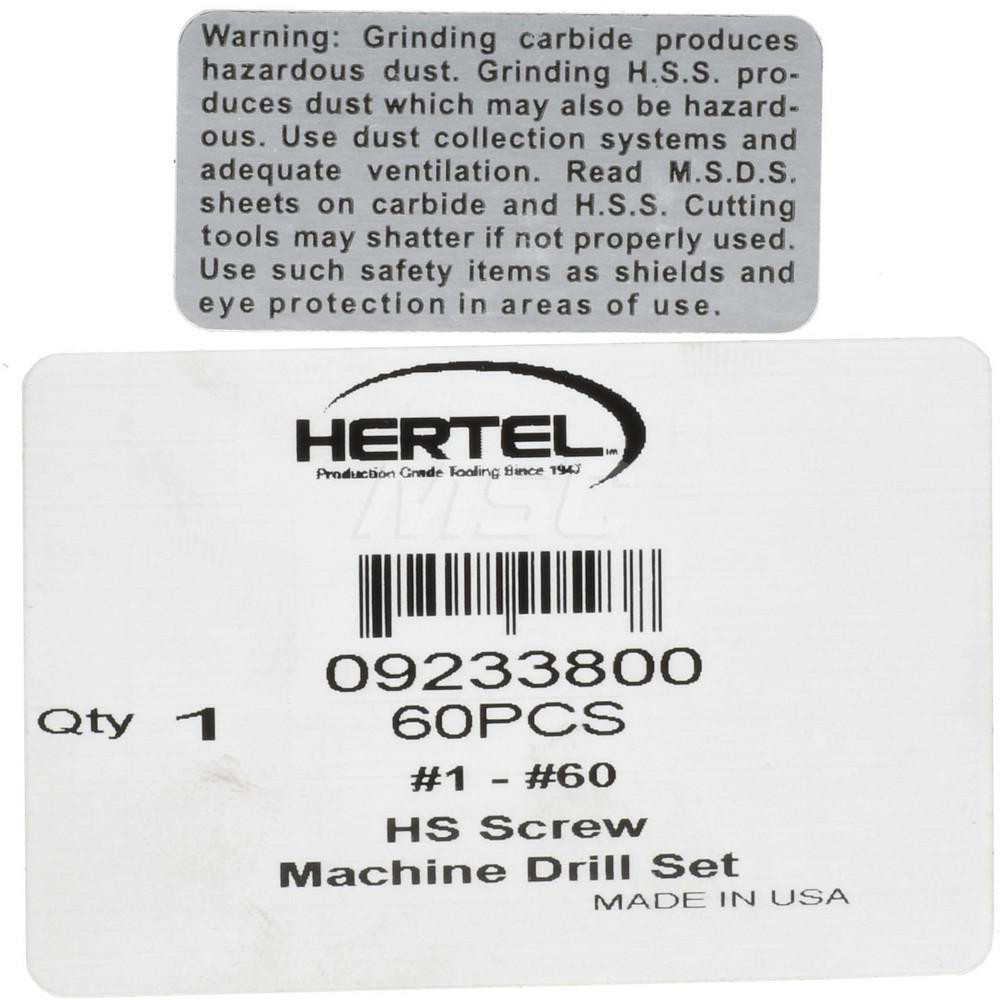 Warning: Grinding carbide produces
hazardous dust. Grinding H.S.S. pro-
duces dust which may also be hazard-
ous. Use dust collection systems and
adequate ventilation. Read M.S.D.S.
sheets on carbide and H.S.S. Cutting
tools may shatter if not properly used.
Use such safety items as shields and
eye protection in areas of use.
HERTEL TM
Production Grade Tooling Since 1947
MSC
09233800
Qty 1 60PCS
#1 - #60
HS Screw
Machine Drill Set
MADE IN USA